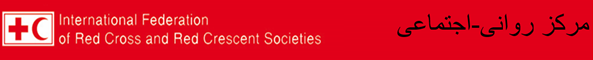 International Federation
of Red Cross and Red Crescent Societies
مرکز روانی-اجتماعی